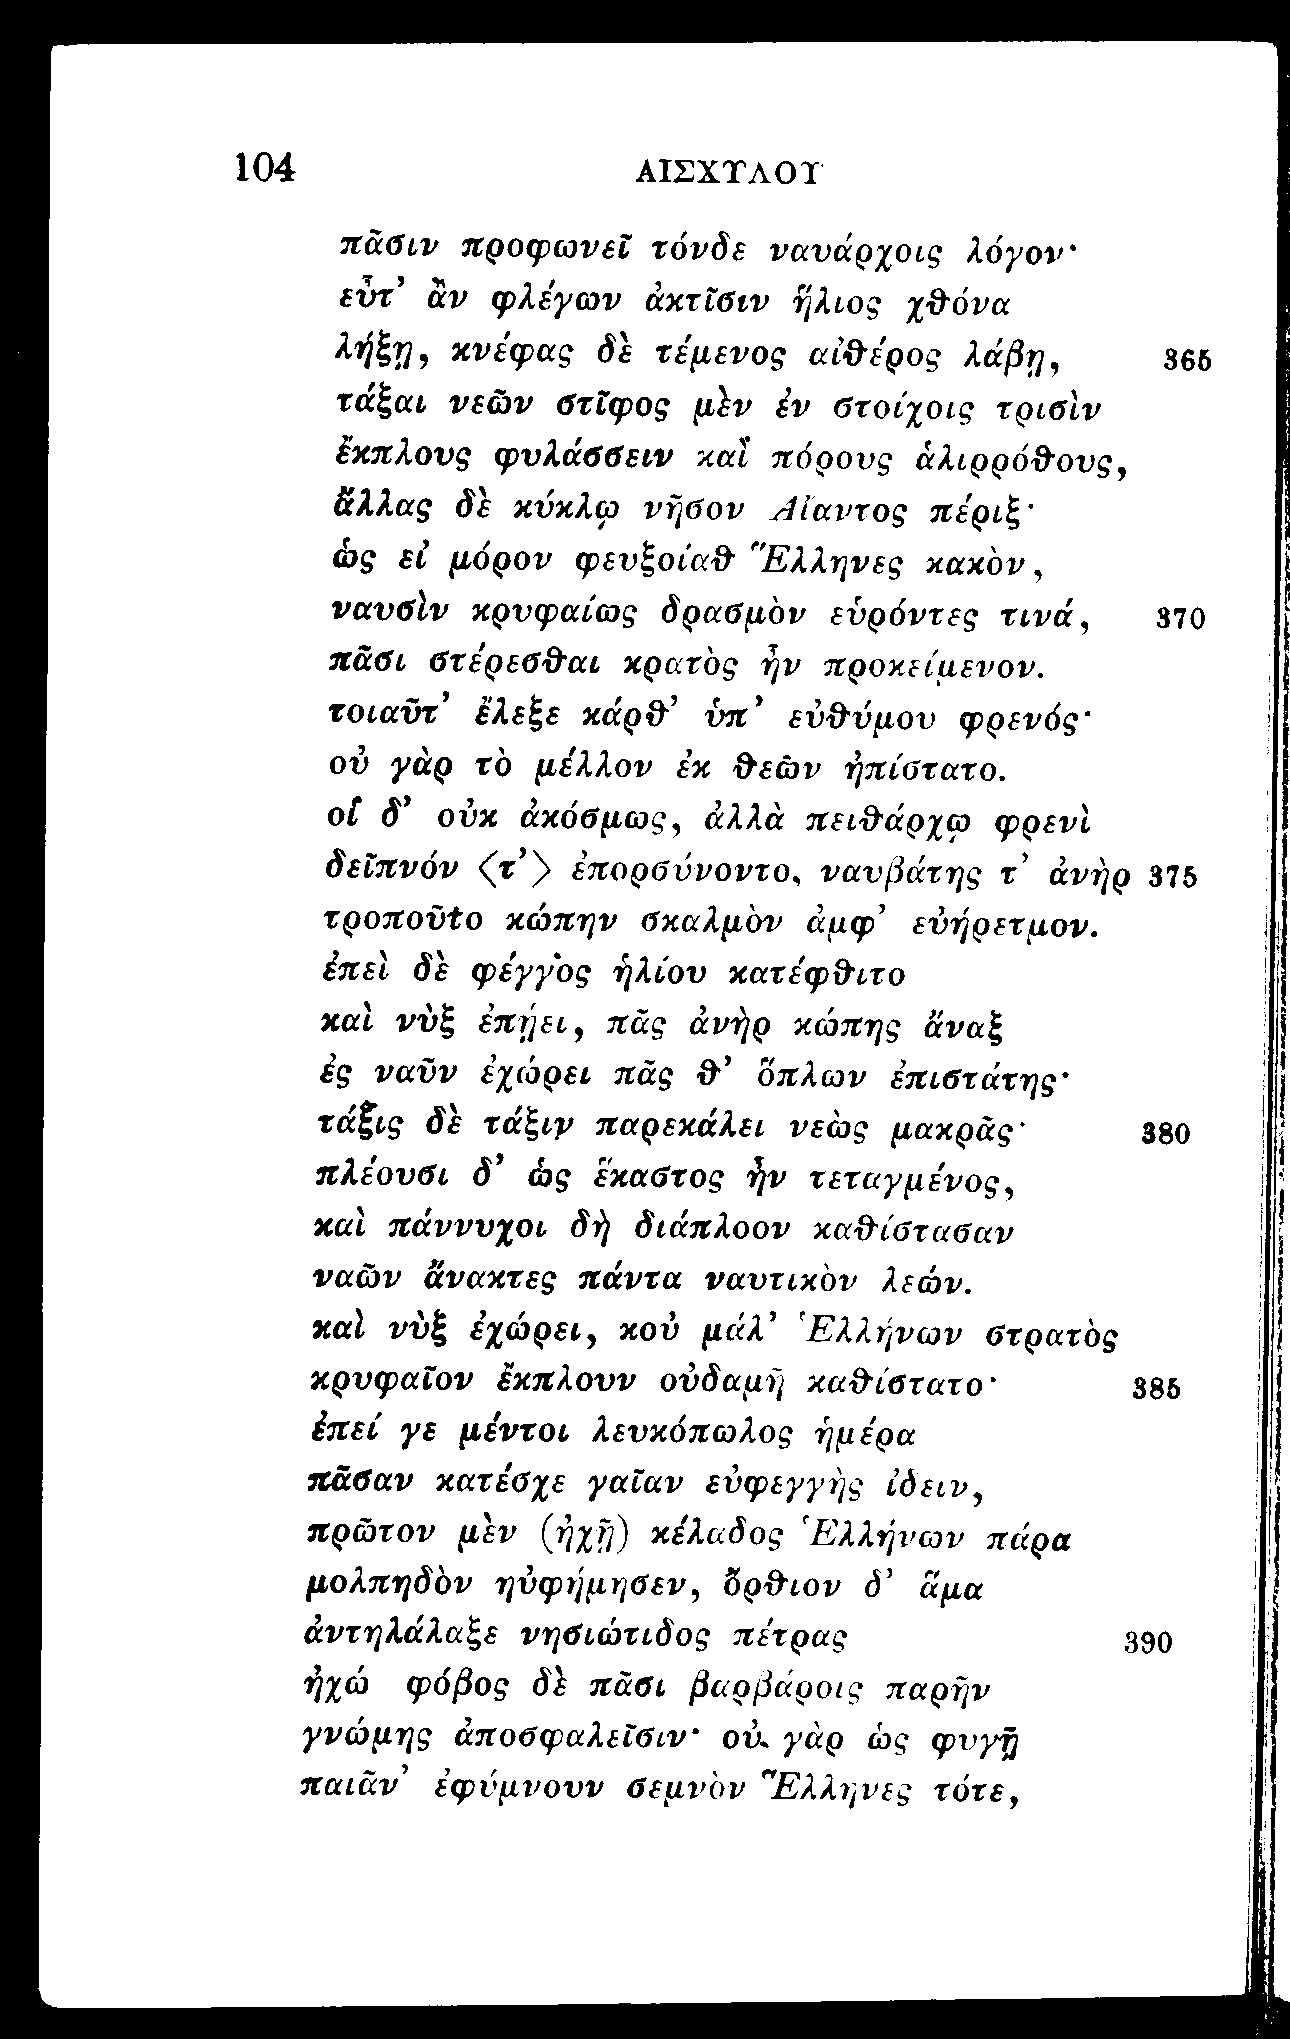 104 ΑΙΣΧΥΛΟΥ
πᾶσιν προφωνεῖ τόνδε ναυάρχοις λόγον·
εὖτ’ ἂν φλέγων ἀκτῖσιν ἥλιος χθόνα
λήξῃ, κνέφας δὲ τέμενος αἰθέρος λάβῃ, 365
τάξαι νεῶν στῖφος μὲν ἐν στοίχοις τρισὶν
ἔκπλους φυλάσσειν καὶ πόρους ἁλιρρόθους,
ἄλλας δὲ κύκλῳ νῆσον Αἴαντος πέριξ·
ὡς εἰ μόρον φευξοίαθ Ἕλληνες κακὸν,
ναυσὶν κρυφαίως δρασμὸν εὑρόντες τινά, 370
πᾶσι στέρεσθαι κρατὸς ἦν προκείμενον.
τοιαῦτ’ ἔλεξε κάρθ’ ὑπ’ εὐθύμου φρενός·
οὐ γὰρ τὸ μέλλον ἐκ θεῶν ἠπίστατο.
οἳ δ’ οὐκ ἀκόσμως, ἀλλὰ πειθάρχῳ φρενὶ
δεῖπνόν ⟨τ’⟩ ἐπορσύνοντο, ναυβάτης τ’ ἀνὴρ 375
τροποῦτο κώπην σκαλμὸν ἀμφ’ εὐήρετμον.
ἐπεὶ δὲ φέγγος ἡλίου κατέφθιτο
καὶ νὺξ ἐπῄει, πᾶς ἀνὴρ κώπης ἄναξ
ἐς ναῦν ἐχώρει πᾶς θ’ ὅπλων ἐπιστάτης·
τάξις δὲ τάξιν παρεκάλει νεὼς μακρᾶς· 380
πλέουσι δ’ ὡς ἕκαστος ἦν τεταγμένος,
καὶ πάννυχοι δὴ διάπλοον καθίστασαν
ναῶν ἄνακτες πάντα ναυτικὸν λεών.
καὶ νὺξ ἐχώρει, κοὐ μάλ’ Ἑλλήνων στρατὸς
κρυφαῖον ἔκπλουν οὐδαμῇ καθίστατο· 385
ἐπεί γε μέντοι λευκόπωλος ἡμέρα
πᾶσαν κατέσχε γαῖαν εὐφεγγὴς ἰδειν,
πρῶτον μὲν (ἠχῇ) κέλαδος Ἑλλήνων πάρα
μολπηδὸν ηὐφήμησεν, ὄρθιον δ’ ἅμα
ἀντηλάλαξε νησιώτιδος πέτρας 390
ἠχώ φόβος δὲ πᾶσι βαρβάροις παρῆν
γνώμης ἀποσφαλεῖσιν· οὐ γὰρ ὡς φυγῇ
παιᾶν’ ἐφύμνουν σεμνὸν Ἕλληνες τότε,